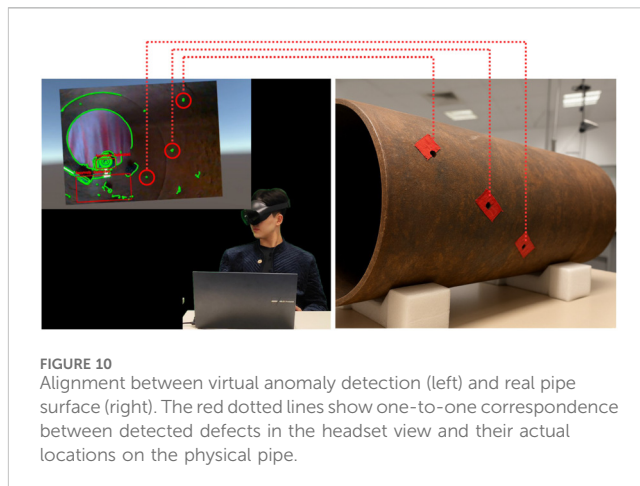 FIGURE 10
Alignment between virtual anomaly detection (left) and real pipe
surface (right). The red dotted lines show one-to-one correspondence
between detected defects in the headset view and their actual
locations on the physical pipe.